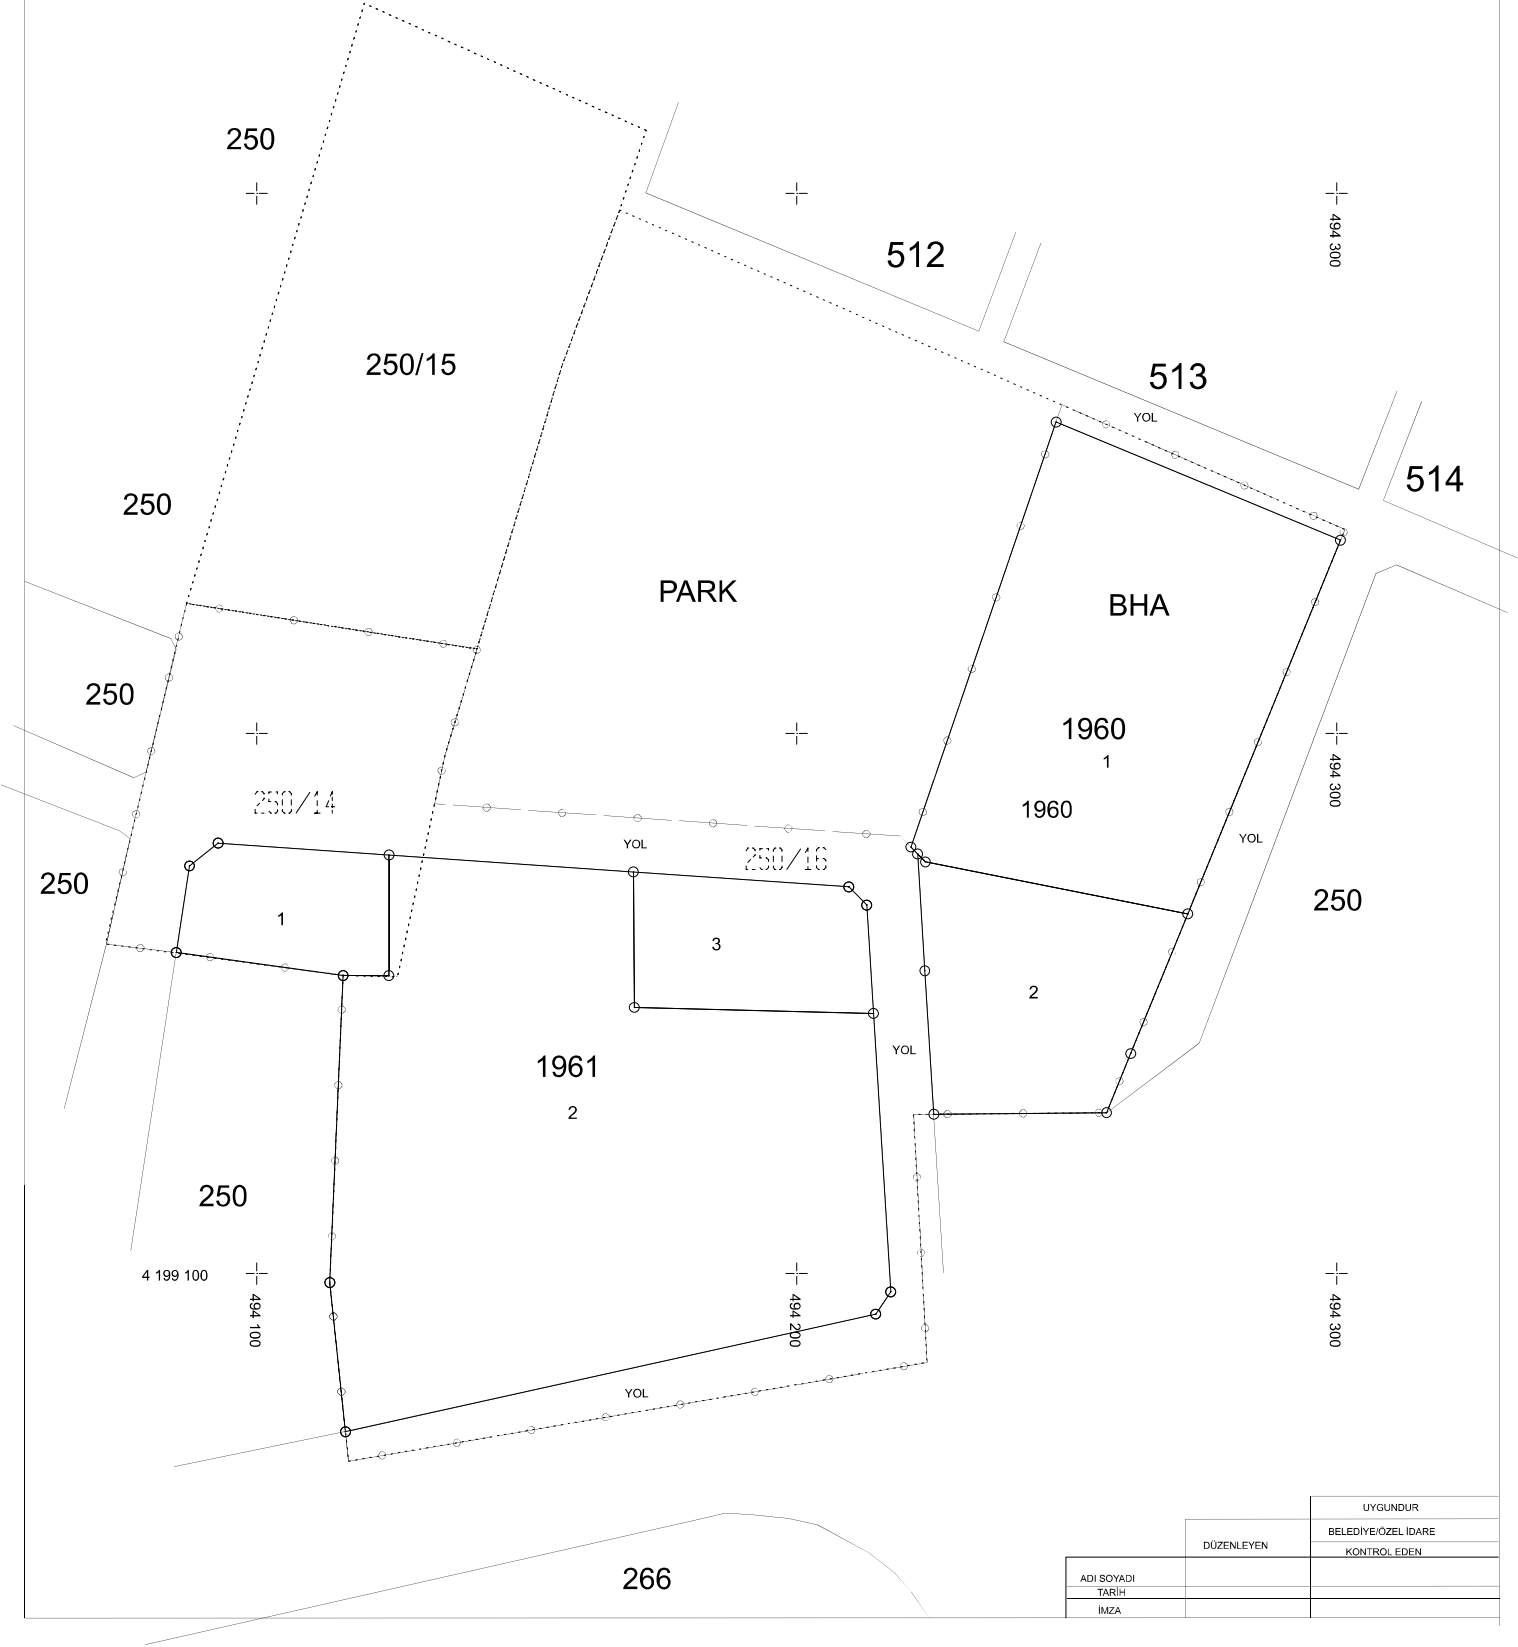 250
494 300
512
250/15
513
YOL
514
250
PARK
BHA
250
1960
1
494 300
250/14
1960
YOL
YOL
250/16
250
250
1
3
2
YOL
1961
2
250
4 199 100
494 100
494 200
494 300
YOL
UYGUNDUR
BELEDİYE/ÖZEL İDARE
DÜZENLEYEN
KONTROL EDEN
266
ADI SOYADI
TARİH
İMZA